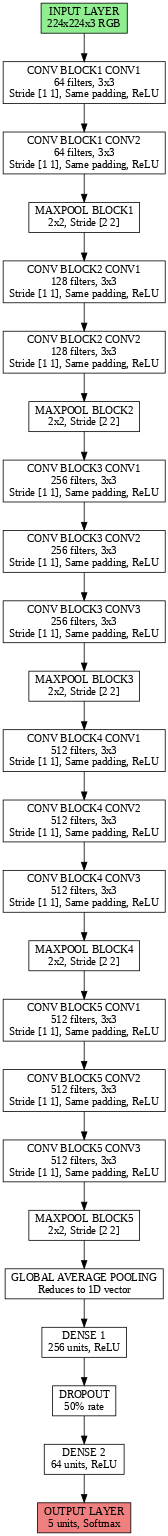 INPUT LAYER
224x224x3 RGB
CONV BLOCK1 CONV1
64 filters, 3x3
Stride [1 1], Same padding, ReLU
CONV BLOCK1 CONV2
64 filters, 3x3
Stride [1 1], Same padding, ReLU
MAXPOOL BLOCK1
2x2, Stride [2 2]
CONV BLOCK2 CONV1
128 filters, 3x3
Stride [1 1], Same padding, ReLU
CONV BLOCK2 CONV2
128 filters, 3x3
Stride [1 1], Same padding, ReLU
MAXPOOL BLOCK2
2x2, Stride [2 2]
CONV BLOCK3 CONV1
256 filters, 3x3
Stride [1 1], Same padding, ReLU
CONV BLOCK3 CONV2
256 filters, 3x3
Stride [1 1], Same padding, ReLU
CONV BLOCK3 CONV3
256 filters, 3x3
Stride [1 1], Same padding, ReLU
MAXPOOL BLOCK3
2x2, Stride [2 2]
CONV BLOCK4 CONV1
512 filters, 3x3
Stride [1 1], Same padding, ReLU
CONV BLOCK4 CONV2
512 filters, 3x3
Stride [1 1], Same padding, ReLU
CONV BLOCK4 CONV3
512 filters, 3x3
Stride [1 1], Same padding, ReLU
MAXPOOL BLOCK4
2x2, Stride [2 2]
CONV BLOCK5 CONV1
512 filters, 3x3
Stride [1 1], Same padding, ReLU
CONV BLOCK5 CONV2
512 filters, 3x3
Stride [1 1], Same padding, ReLU
CONV BLOCK5 CONV3
512 filters, 3x3
Stride [1 1], Same padding, ReLU
MAXPOOL BLOCK5
2x2, Stride [2 2]
GLOBAL AVERAGE POOLING
Reduces to 1D vector
DENSE 1
256 units, ReLU
DROPOUT
50% rate
DENSE 2
64 units, ReLU
OUTPUT LAYER
5 units, Softmax